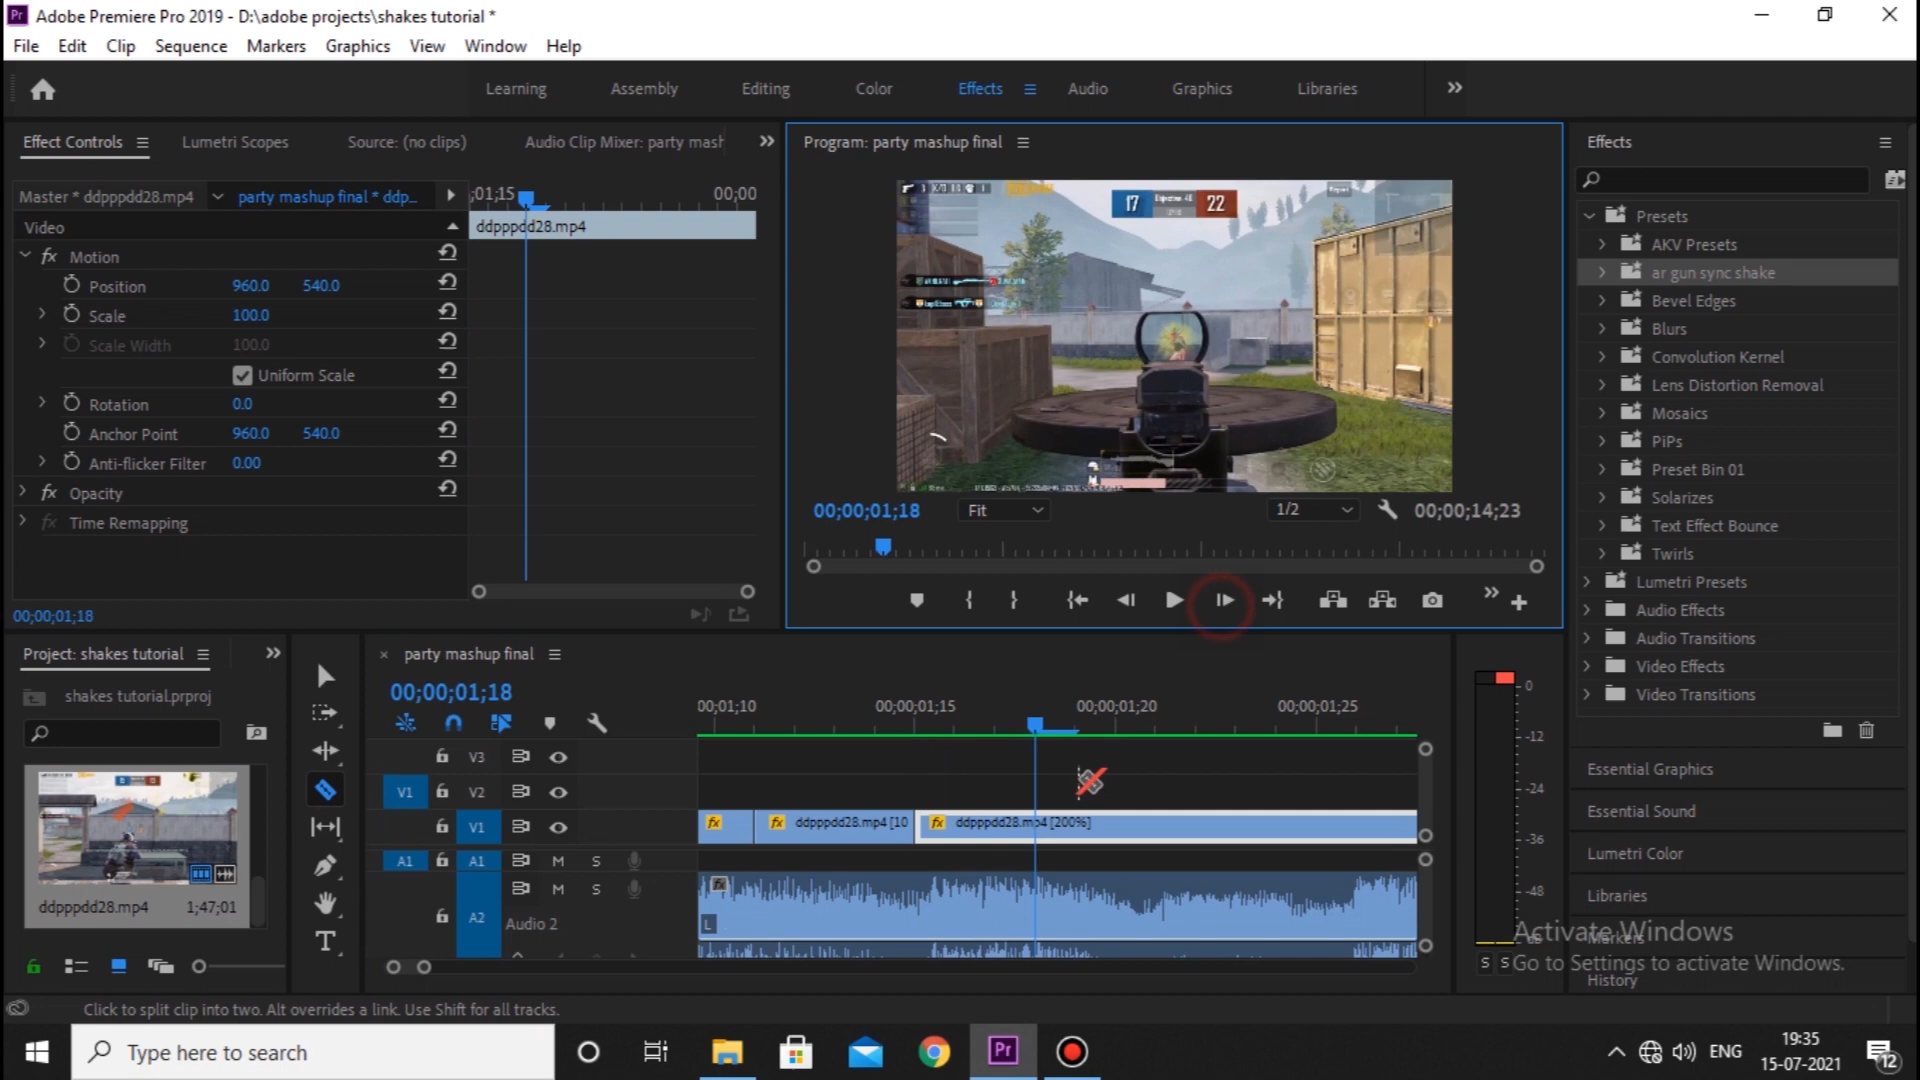 Pr Adobe Premiere Pro 2019 - D:\adobe projects\shakes tutorial *
File Edit Clip Sequence Markers Graphics View Window Help
Learning Assembly Editing Color Effects Audio Graphics Libraries
Effect Controls Lumetri Scopes Source: (no clips) Audio Clip Mixer: party mash
Program: party mashup final
Effects
Master * ddpppdd28.mp4 party mashup final * ddp...
;01;15 00;00
Video
ddpppdd28.mp4
fx Motion
Position 960.0 540.0
Scale 100.0
Scale Width 100.0
Uniform Scale
Rotation 0.0
Anchor Point 960.0 540.0
Anti-flicker Filter 0.00
fx Opacity
fx Time Remapping
00;00;01;18
17 22
00;00;01;18 Fit 1/2 00;00;14;23
Presets
AKV Presets
ar gun sync shake
Bevel Edges
Blurs
Convolution Kernel
Lens Distortion Removal
Mosaics
PiPs
Preset Bin 01
Solarizes
Text Effect Bounce
Twirls
Lumetri Presets
Audio Effects
Audio Transitions
Video Effects
Video Transitions
Essential Graphics
Essential Sound
Lumetri Color
Libraries
Markers
History
Project: shakes tutorial
shakes tutorial.prproj
ddpppdd28.mp4 1;47;01
× party mashup final
00;00;01;18
00;01;10 00;00;01;15 00;00;01;20 00;00;01;25
V3
V1 V2
V1
fx fx ddpppdd28.mp4 [10 fx ddpppdd28.mp4 [200%]
A1 A1 M S
M S
A2 Audio 2
fx
L
0
-12
-24
-36
-48
S S
Activate Windows
Go to Settings to activate Windows.
Click to split clip into two. Alt overrides a link. Use Shift for all tracks.
Type here to search
Pr
ENG
19:35
15-07-2021
12